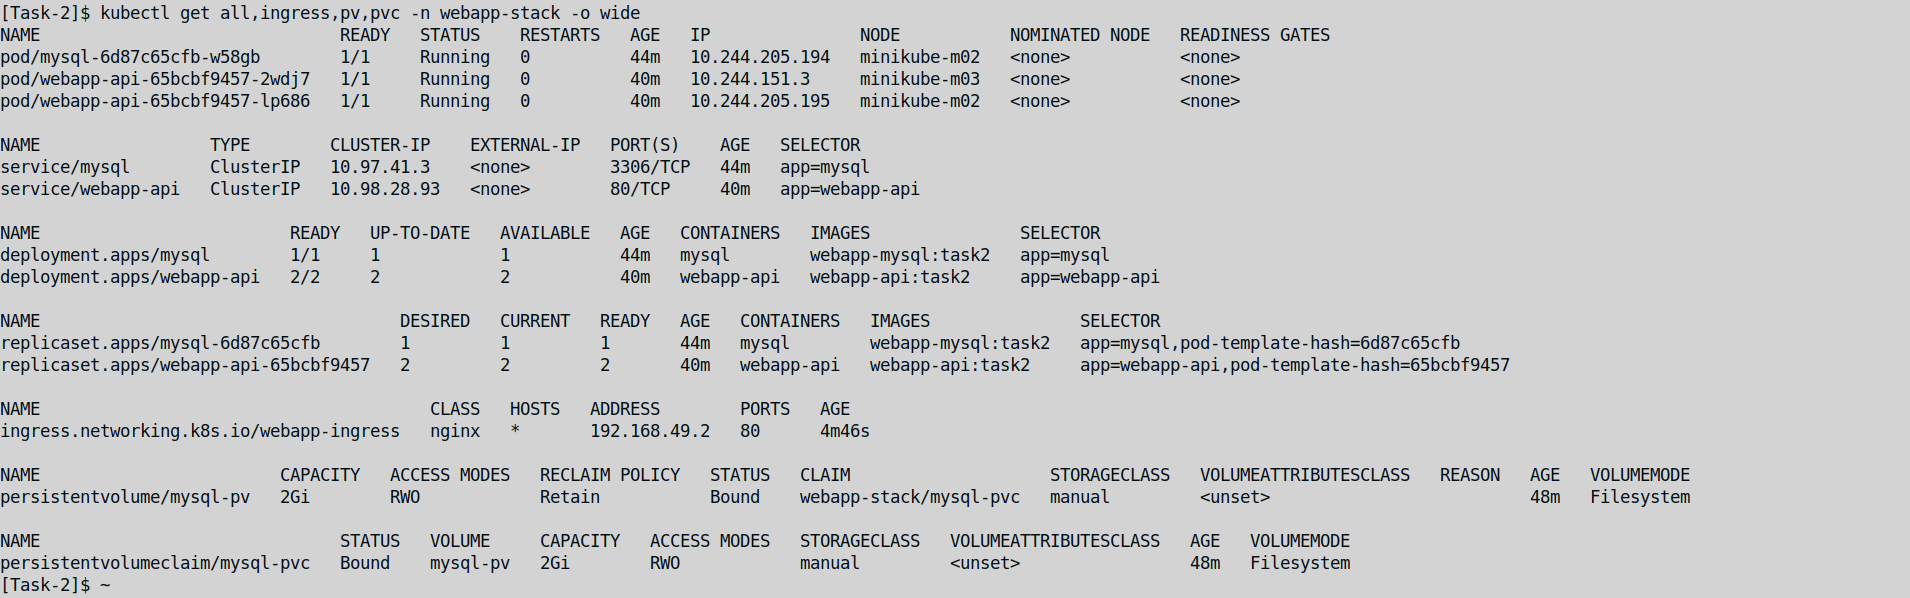 [Task-2]$ kubectl get all,ingress,pv,pvc -n webapp-stack -o wide
NAME                              READY   STATUS    RESTARTS   AGE   IP               NODE           NOMINATED NODE   READINESS GATES
pod/mysql-6d87c65cfb-w58gb        1/1     Running   0          44m   10.244.205.194   minikube-m02   <none>           <none>
pod/webapp-api-65bcbf9457-2wdj7   1/1     Running   0          40m   10.244.151.3     minikube-m03   <none>           <none>
pod/webapp-api-65bcbf9457-lp686   1/1     Running   0          40m   10.244.205.195   minikube-m02   <none>           <none>

NAME                 TYPE        CLUSTER-IP    EXTERNAL-IP   PORT(S)    AGE   SELECTOR
service/mysql        ClusterIP   10.97.41.3    <none>        3306/TCP   44m   app=mysql
service/webapp-api   ClusterIP   10.98.28.93   <none>        80/TCP     40m   app=webapp-api

NAME                         READY   UP-TO-DATE   AVAILABLE   AGE   CONTAINERS   IMAGES               SELECTOR
deployment.apps/mysql        1/1     1            1           44m   mysql        webapp-mysql:task2   app=mysql
deployment.apps/webapp-api   2/2     2            2           40m   webapp-api   webapp-api:task2     app=webapp-api

NAME                                    DESIRED   CURRENT   READY   AGE   CONTAINERS   IMAGES               SELECTOR
replicaset.apps/mysql-6d87c65cfb        1         1         1       44m   mysql        webapp-mysql:task2   app=mysql,pod-template-hash=6d87c65cfb
replicaset.apps/webapp-api-65bcbf9457   2         2         2       40m   webapp-api   webapp-api:task2     app=webapp-api,pod-template-hash=65bcbf9457

NAME                                       CLASS   HOSTS   ADDRESS        PORTS   AGE
ingress.networking.k8s.io/webapp-ingress   nginx   *       192.168.49.2   80      4m46s

NAME                        CAPACITY   ACCESS MODES   RECLAIM POLICY   STATUS   CLAIM                    STORAGECLASS   VOLUMEATTRIBUTESCLASS   REASON   AGE   VOLUMEMODE
persistentvolume/mysql-pv   2Gi        RWO            Retain           Bound    webapp-stack/mysql-pvc   manual         <unset>                          48m   Filesystem

NAME                              STATUS   VOLUME     CAPACITY   ACCESS MODES   STORAGECLASS   VOLUMEATTRIBUTESCLASS   AGE   VOLUMEMODE
persistentvolumeclaim/mysql-pvc   Bound    mysql-pv   2Gi        RWO            manual         <unset>                 48m   Filesystem
[Task-2]$ ~